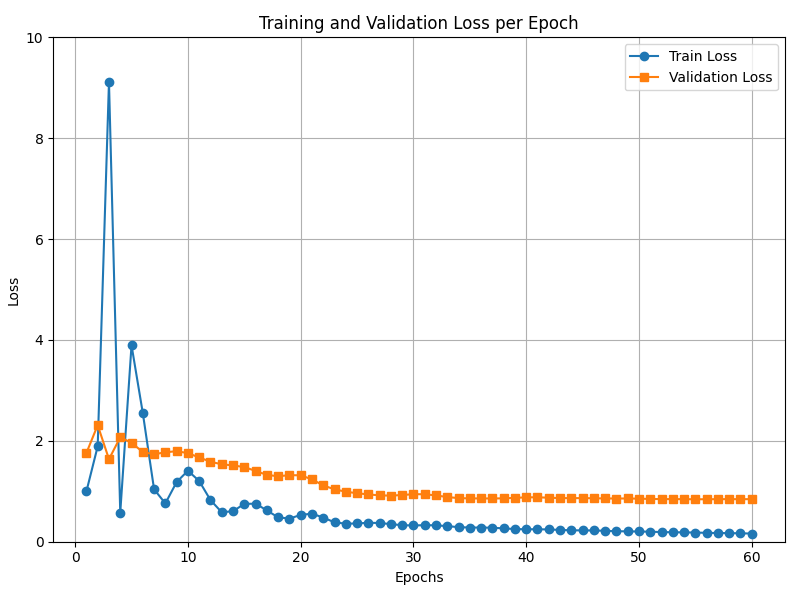 Training and Validation Loss per Epoch
10
Train Loss
Validation Loss
8
6
4
2
0
Loss
0 10 20 30 40 50 60
Epochs